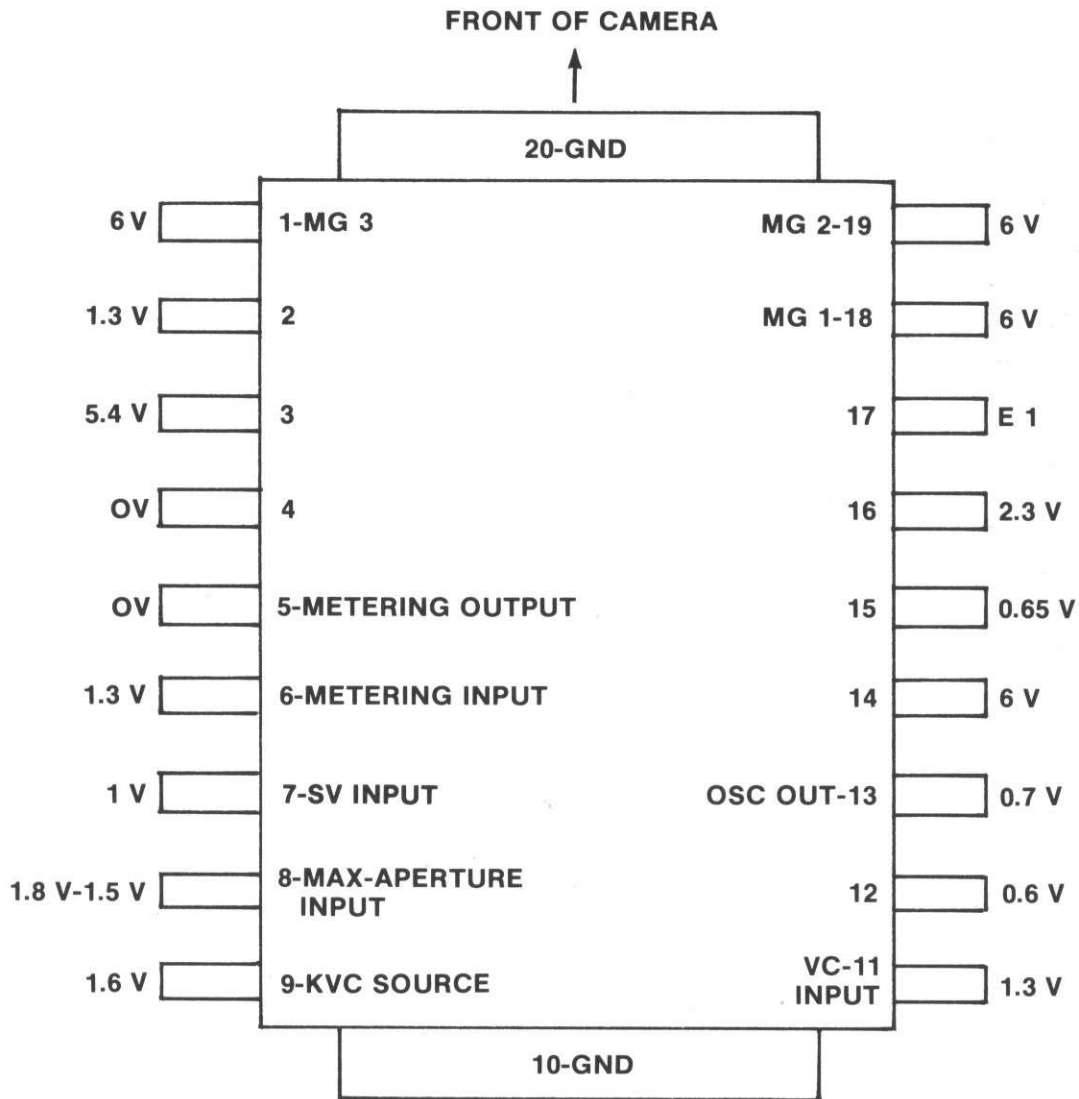 FRONT OF CAMERA
20-GND
6 V 1-MG 3 MG 2-19 6 V
1.3 V 2 MG 1-18 6 V
5.4 V 3 17 E 1
OV 4 16 2.3 V
OV 5-METERING OUTPUT 15 0.65 V
1.3 V 6-METERING INPUT 14 6 V
1 V 7-SV INPUT OSC OUT-13 0.7 V
1.8 V-1.5 V 8-MAX-APERTURE
INPUT 12 0.6 V
1.6 V 9-KVC SOURCE VC-11
INPUT 1.3 V
10-GND